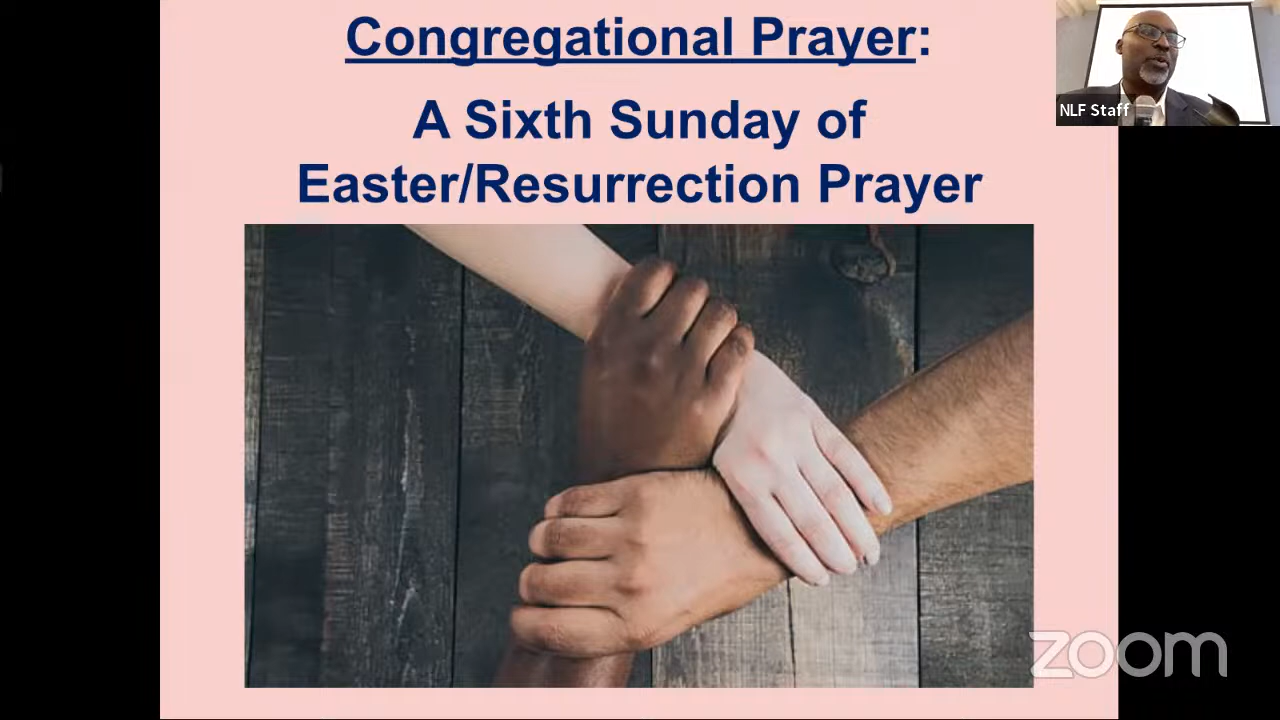 Congregational Prayer:
A Sixth Sunday of
Easter/Resurrection Prayer
NLF Staff
zoom